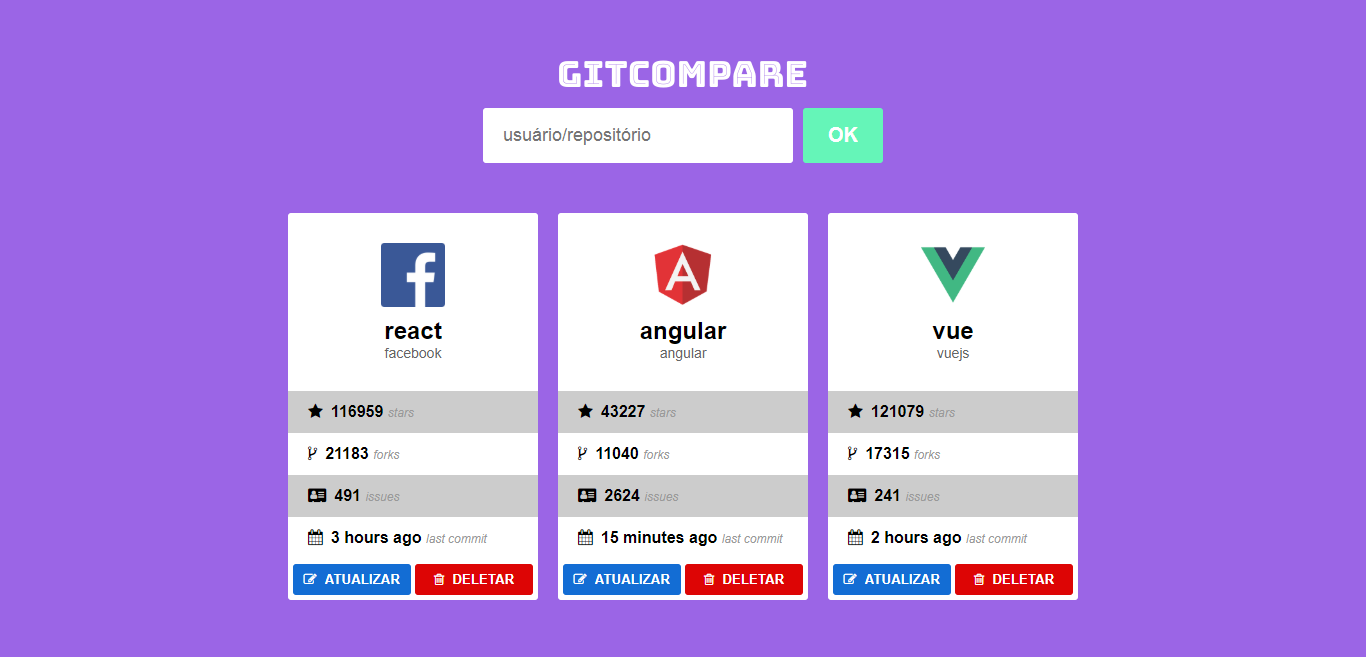 GITCOMPARE
usuário/repositório
OK
react
facebook
116959 stars
21183 forks
491 issues
3 hours ago last commit
ATUALIZAR DELETAR
angular
angular
43227 stars
11040 forks
2624 issues
15 minutes ago last commit
ATUALIZAR DELETAR
vue
vuejs
121079 stars
17315 forks
241 issues
2 hours ago last commit
ATUALIZAR DELETAR